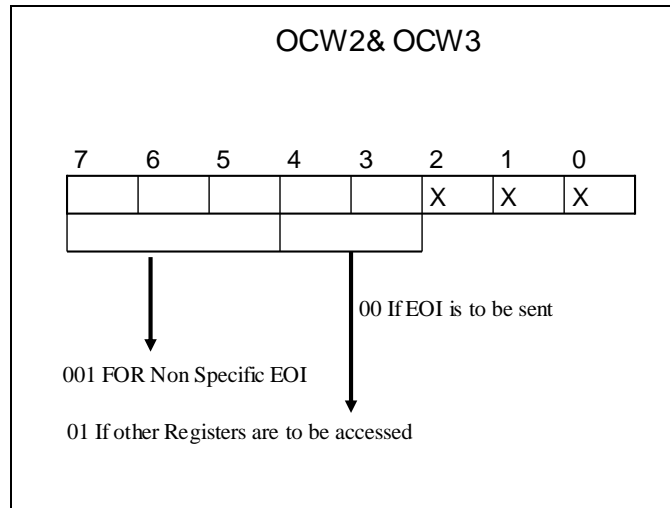 OCW2& OCW3
7 6 5 4 3 2 1 0
X X X
00 If EOI is to be sent
001 FOR Non Specific EOI
01 If other Registers are to be accessed